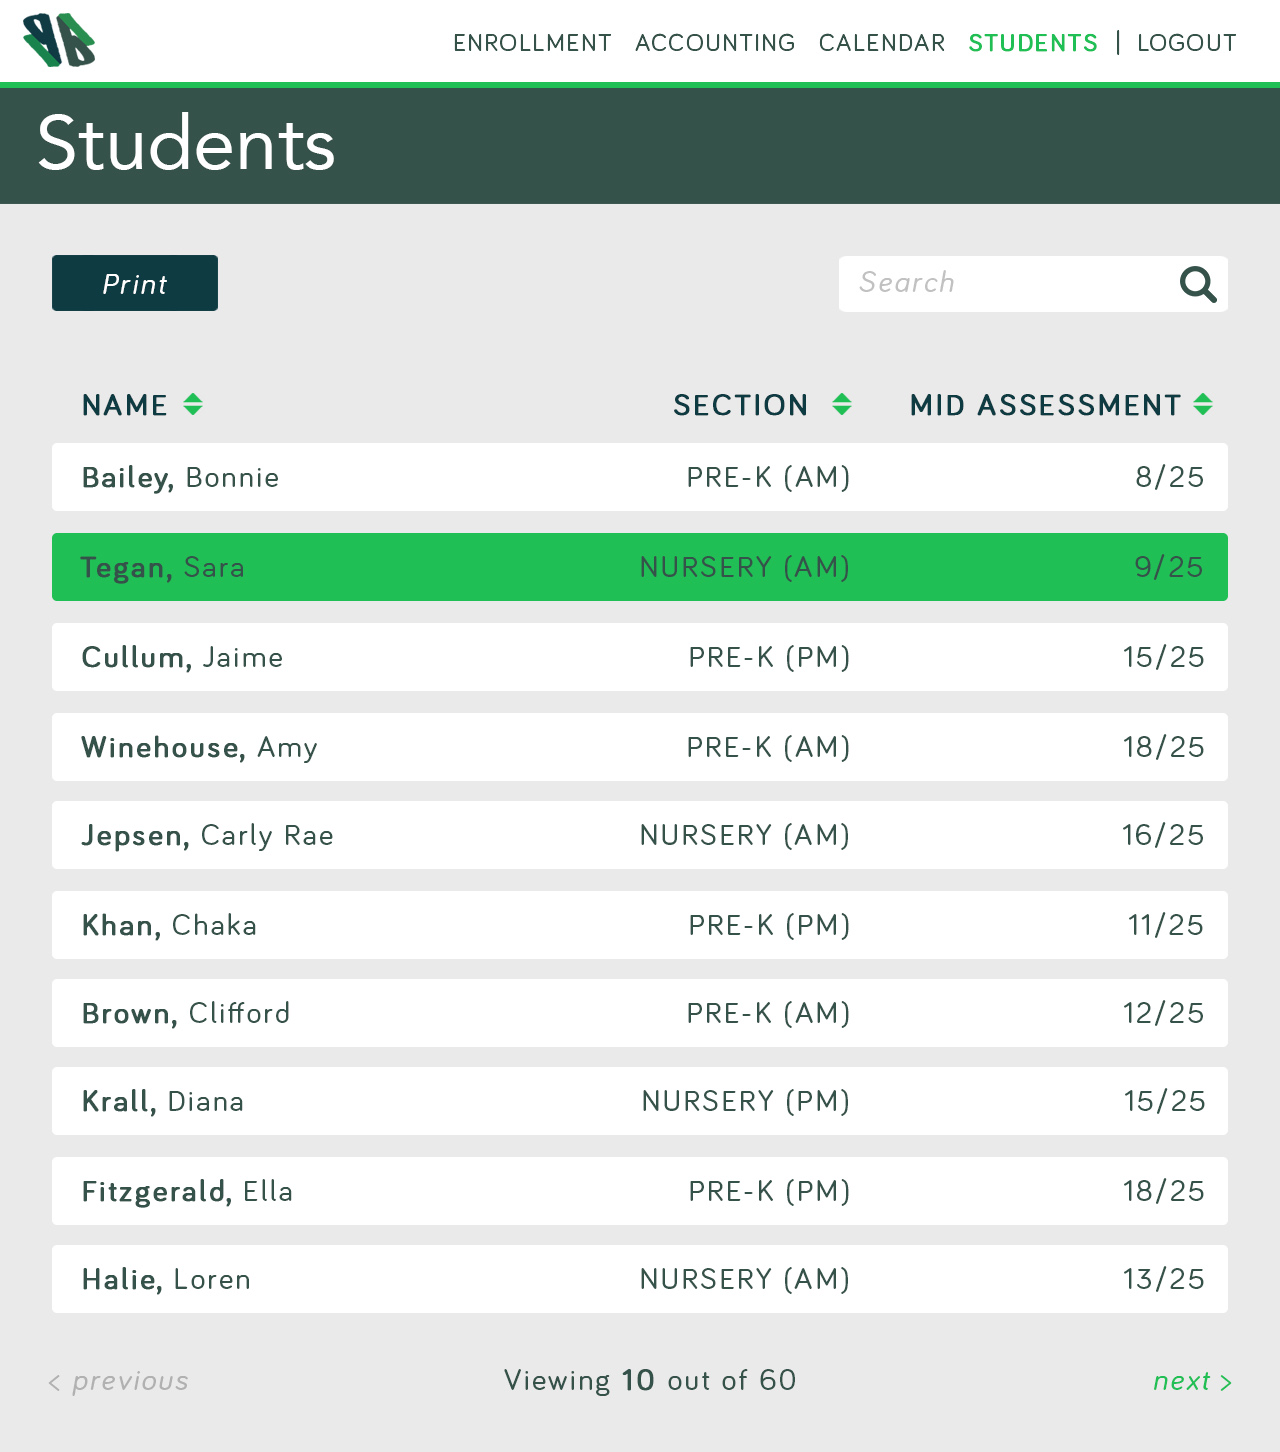 ENROLLMENT ACCOUNTING CALENDAR STUDENTS | LOGOUT
Students
Print Search
NAME SECTION MID ASSESSMENT
Bailey, Bonnie PRE-K (AM) 8/25
Tegan, Sara NURSERY (AM) 9/25
Cullum, Jaime PRE-K (PM) 15/25
Winehouse, Amy PRE-K (AM) 18/25
Jepsen, Carly Rae NURSERY (AM) 16/25
Khan, Chaka PRE-K (PM) 11/25
Brown, Clifford PRE-K (AM) 12/25
Krall, Diana NURSERY (PM) 15/25
Fitzgerald, Ella PRE-K (PM) 18/25
Halie, Loren NURSERY (AM) 13/25
< previous Viewing 10 out of 60 next >